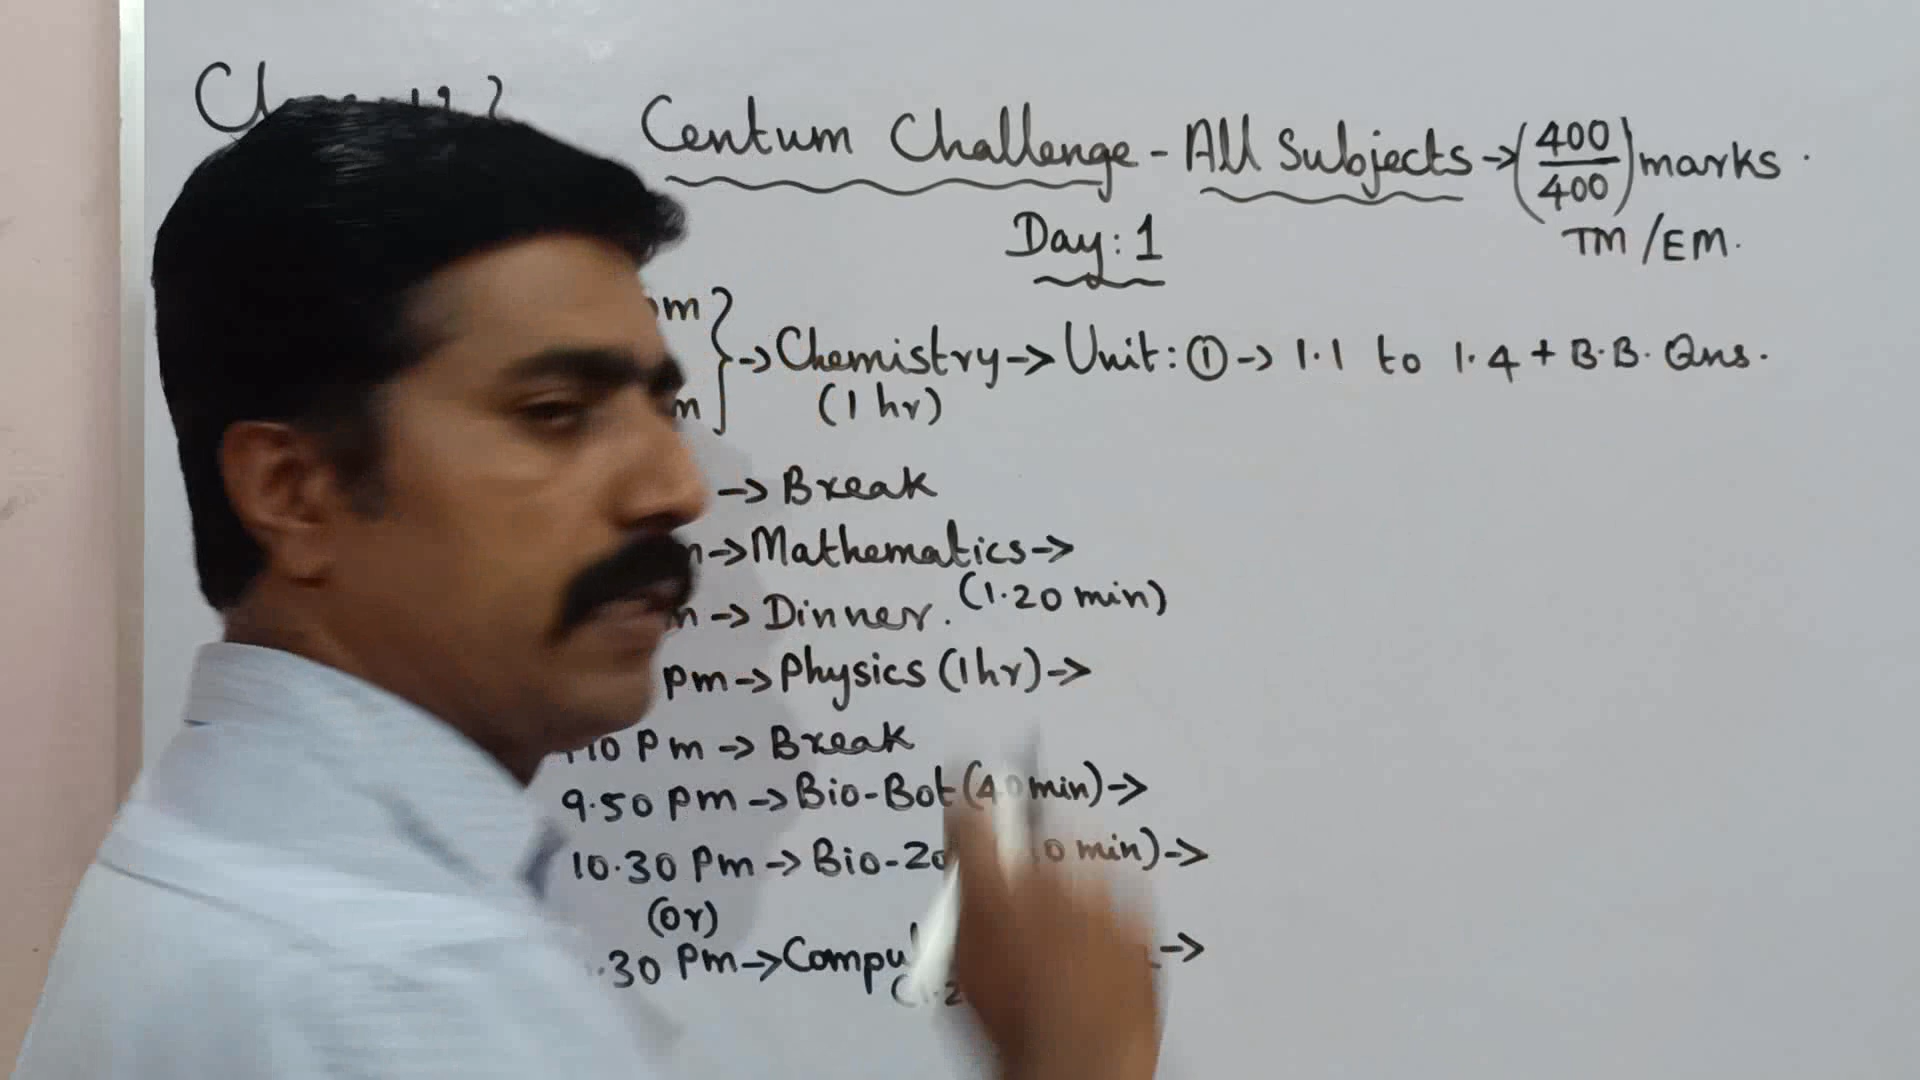 Centum Challenge - All Subjects -> (400/400) marks.
Day: 1
TM / EM.
m } -> Chemistry -> Unit: ① -> 1.1 to 1.4 + B.B. Qns.
m (1 hr)
-> Break
-> Mathematics ->
(1.20 min)
-> Dinner.
pm -> Physics (1hr) ->
10 Pm -> Break
9.50 pm -> Bio-Bot (40 min) ->
10.30 Pm -> Bio- min) ->
(or)
.30 Pm -> ->